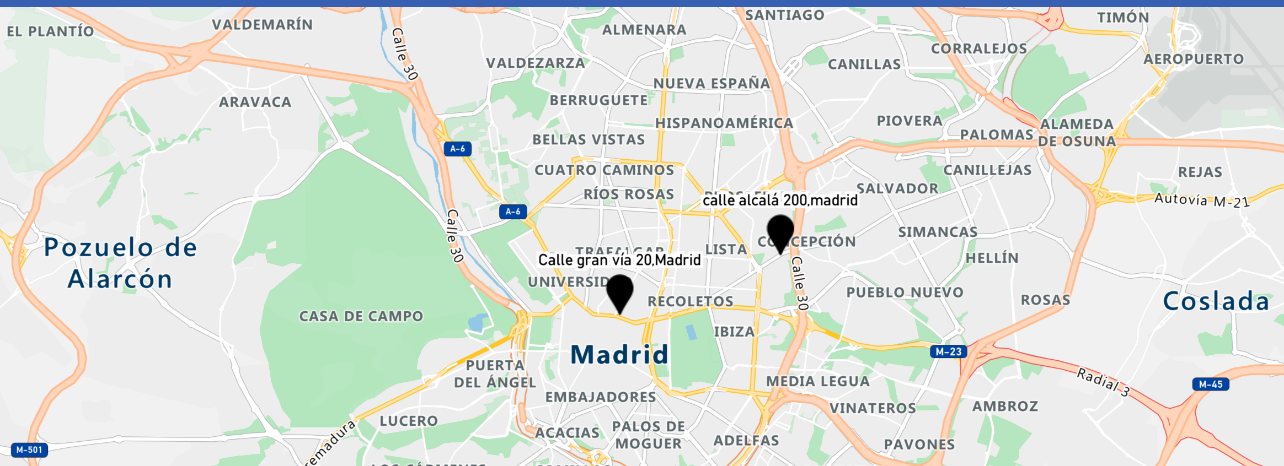 EL PLANTÍO
VALDEMARÍN
SANTIAGO
TIMÓN
ALMENARA
Calle 30
CORRALEJOS
AEROPUERTO
VALDEZARZA
CANILLAS
NUEVA ESPAÑA
ARAVACA
BERRUGUETE
HISPANOAMÉRICA
PIOVERA
ALAMEDA
DE OSUNA
PALOMAS
BELLAS VISTAS
A-6
CUATRO CAMINOS
CANILLEJAS
REJAS
RÍOS ROSAS
SALVADOR
calle alcalá 200,madrid
Autovía M-21
A-6
Calle 30
SIMANCAS
Pozuelo de
Alarcón
TRAFALGAR
LISTA
CONCEPCIÓN
Calle gran vía 20,Madrid
HELLÍN
Calle 30
PUEBLO NUEVO
RECOLETOS
ROSAS
Coslada
CASA DE CAMPO
IBIZA
Madrid
M-23
PUERTA
DEL ÁNGEL
MEDIA LEGUA
Radial 3
M-45
EMBAJADORES
VINATEROS
AMBROZ
LUCERO
ACACIAS
PALOS DE
MOGUER
ADELFAS
PAVONES
M-501